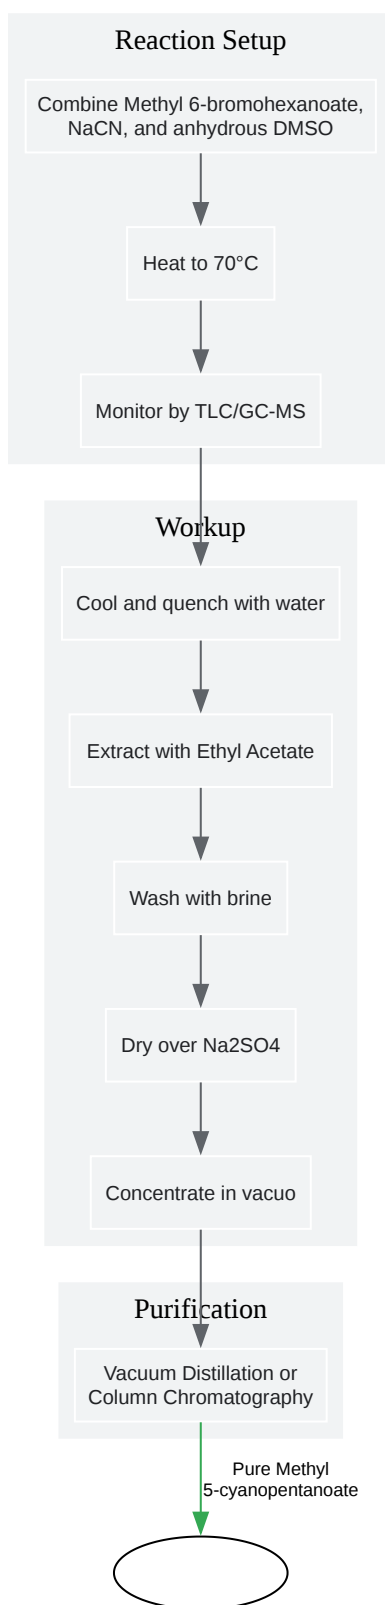 Reaction Setup
Combine Methyl 6-bromohexanoate,
NaCN, and anhydrous DMSO
Heat to 70°C
Monitor by TLC/GC-MS
Workup
Cool and quench with water
Extract with Ethyl Acetate
Wash with brine
Dry over Na2SO4
Concentrate in vacuo
Purification
Vacuum Distillation or
Column Chromatography
Pure Methyl
5-cyanopentanoate